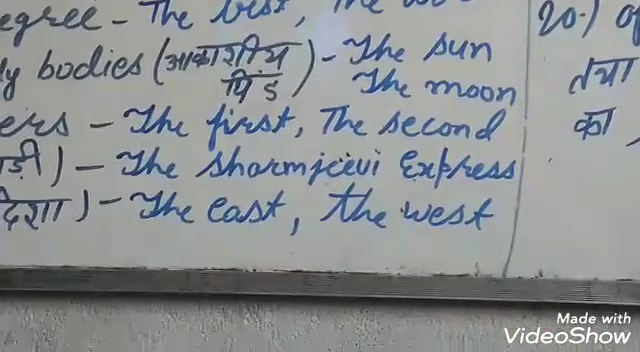 egree - The best, The
ly bodies (आकाशीय पिंड) - The sun
The moon
ers - The first, The second
ड़ी) - The sharmjeevi Express
दिशा) - The east, the west
20.) of
तथा
का,
Made with
VideoShow